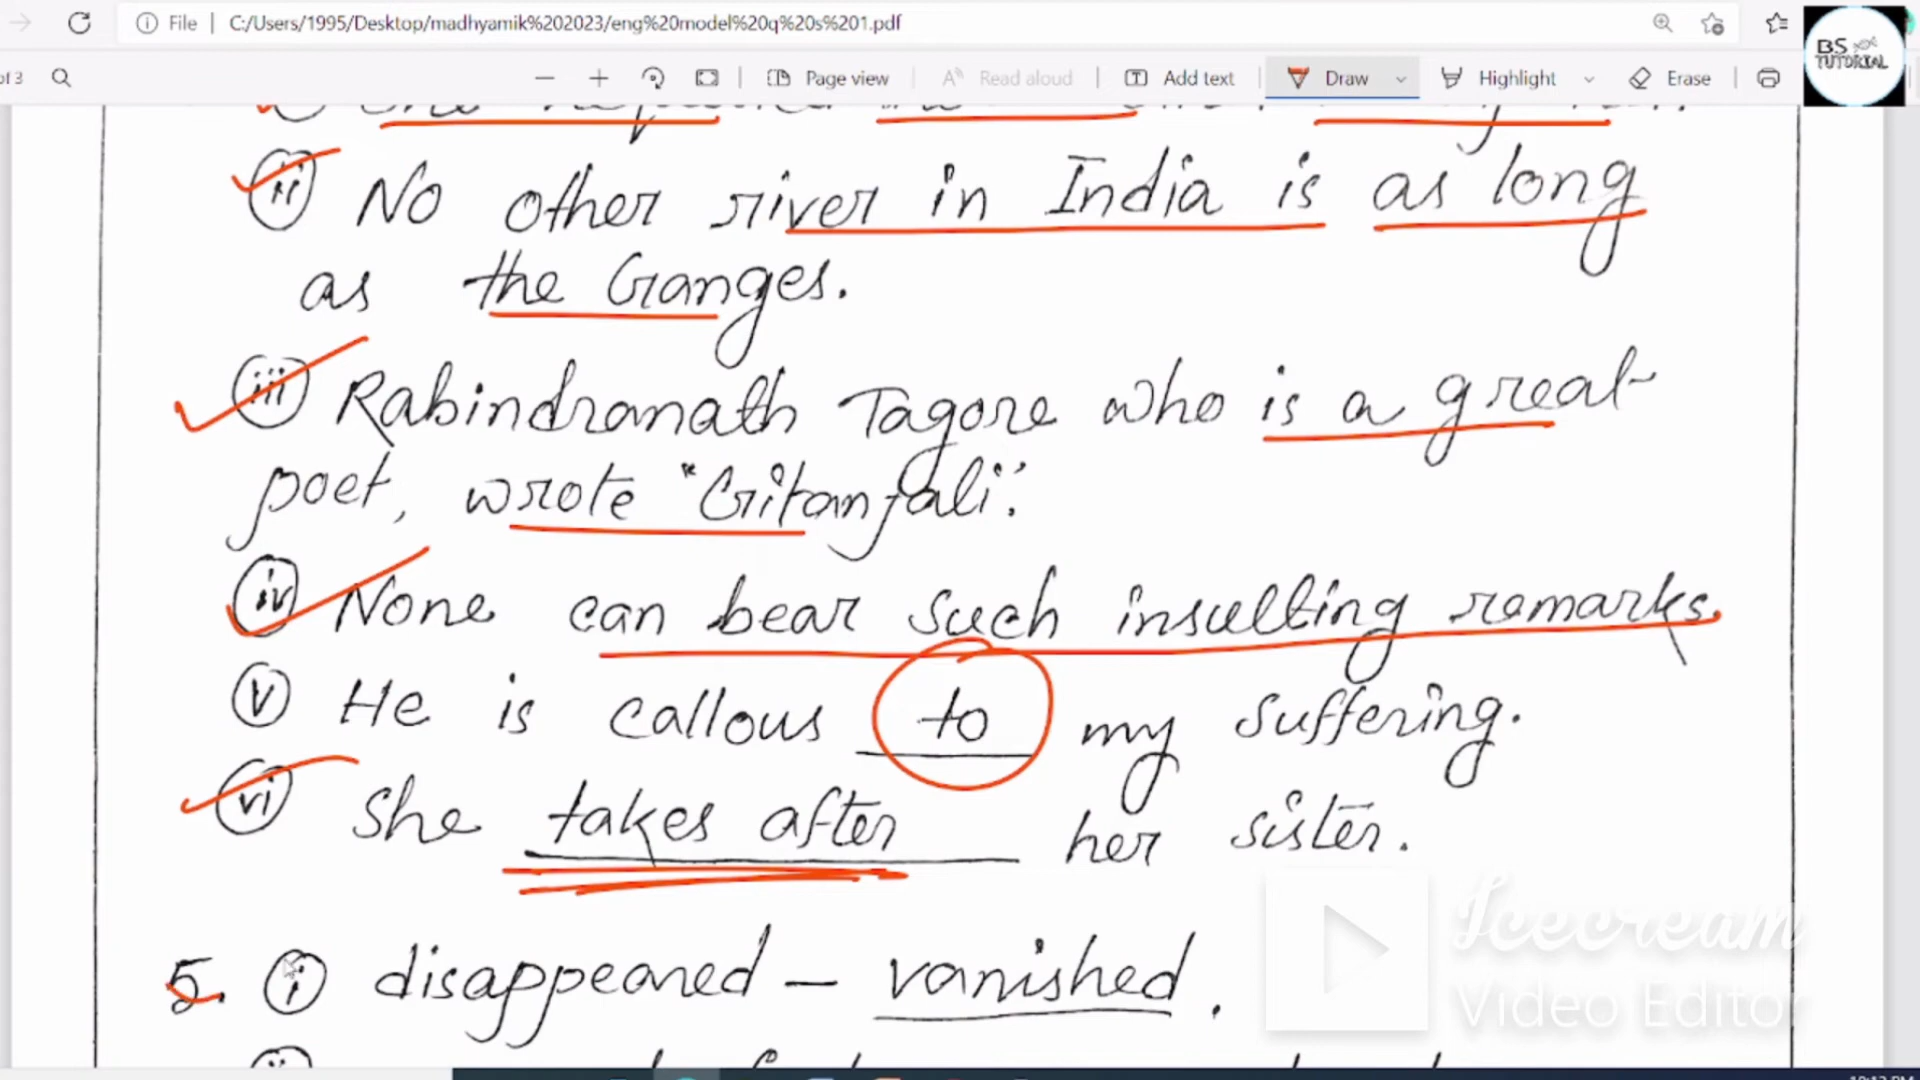 File | C:/Users/1995/Desktop/madhyamik%202023/eng%20model%20q%20s%201.pdf
of 3 Page view Read aloud Add text Draw Highlight Erase
BS
TUTORIAL
(ii) No other river in India is as long
as the Ganges.
(iii) Rabindranath Tagore who is a great
poet, wrote "Gitanjali".
(iv) None can bear such insulting remarks.
(v) He is callous to my suffering.
(vi) She takes after her sister.
5. (i) disappeared – vanished.
(ii)
Icecream
Video Editor